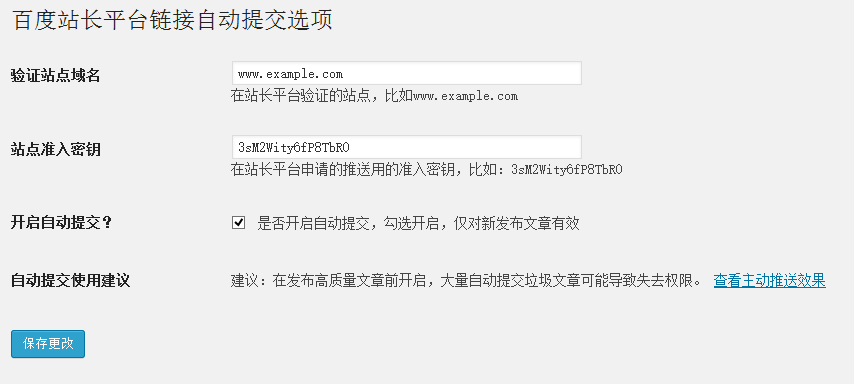 百度站长平台链接自动提交选项
验证站点域名
www.example.com
在站长平台验证的站点，比如www.example.com
站点准入密钥
3sM2Wity6fP8TbRO
在站长平台申请的推送用的准入密钥，比如：3sM2Wity6fP8TbRO
开启自动提交？
是否开启自动提交，勾选开启，仅对新发布文章有效
自动提交使用建议
建议：在发布高质量文章前开启，大量自动提交垃圾文章可能导致失去权限。 查看主动推送效果
保存更改